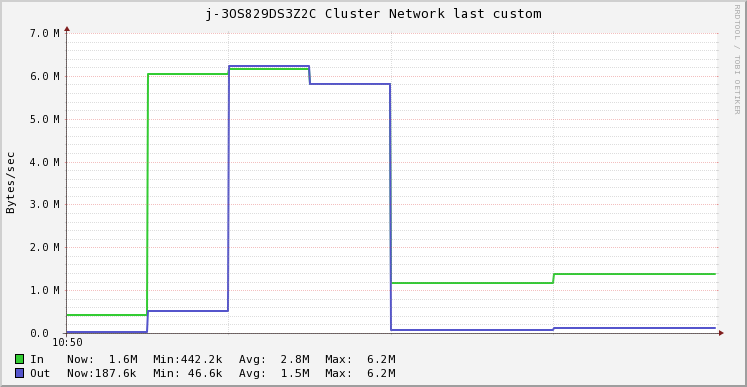 j-3OS829DS3Z2C Cluster Network last custom
RRDTOOL / TOBI OETIKER
Bytes/sec
7.0 M
6.0 M
5.0 M
4.0 M
3.0 M
2.0 M
1.0 M
0.0
10:50
In Now: 1.6M Min:442.2k Avg: 2.8M Max: 6.2M
Out Now:187.6k Min: 46.6k Avg: 1.5M Max: 6.2M